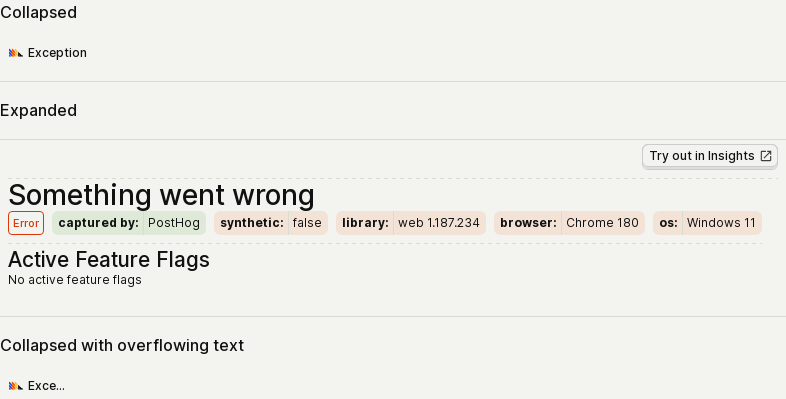 Collapsed
Exception
Expanded
Try out in Insights
Something went wrong
Error captured by: PostHog synthetic: false library: web 1.187.234 browser: Chrome 180 os: Windows 11
Active Feature Flags
No active feature flags
Collapsed with overflowing text
Exce...